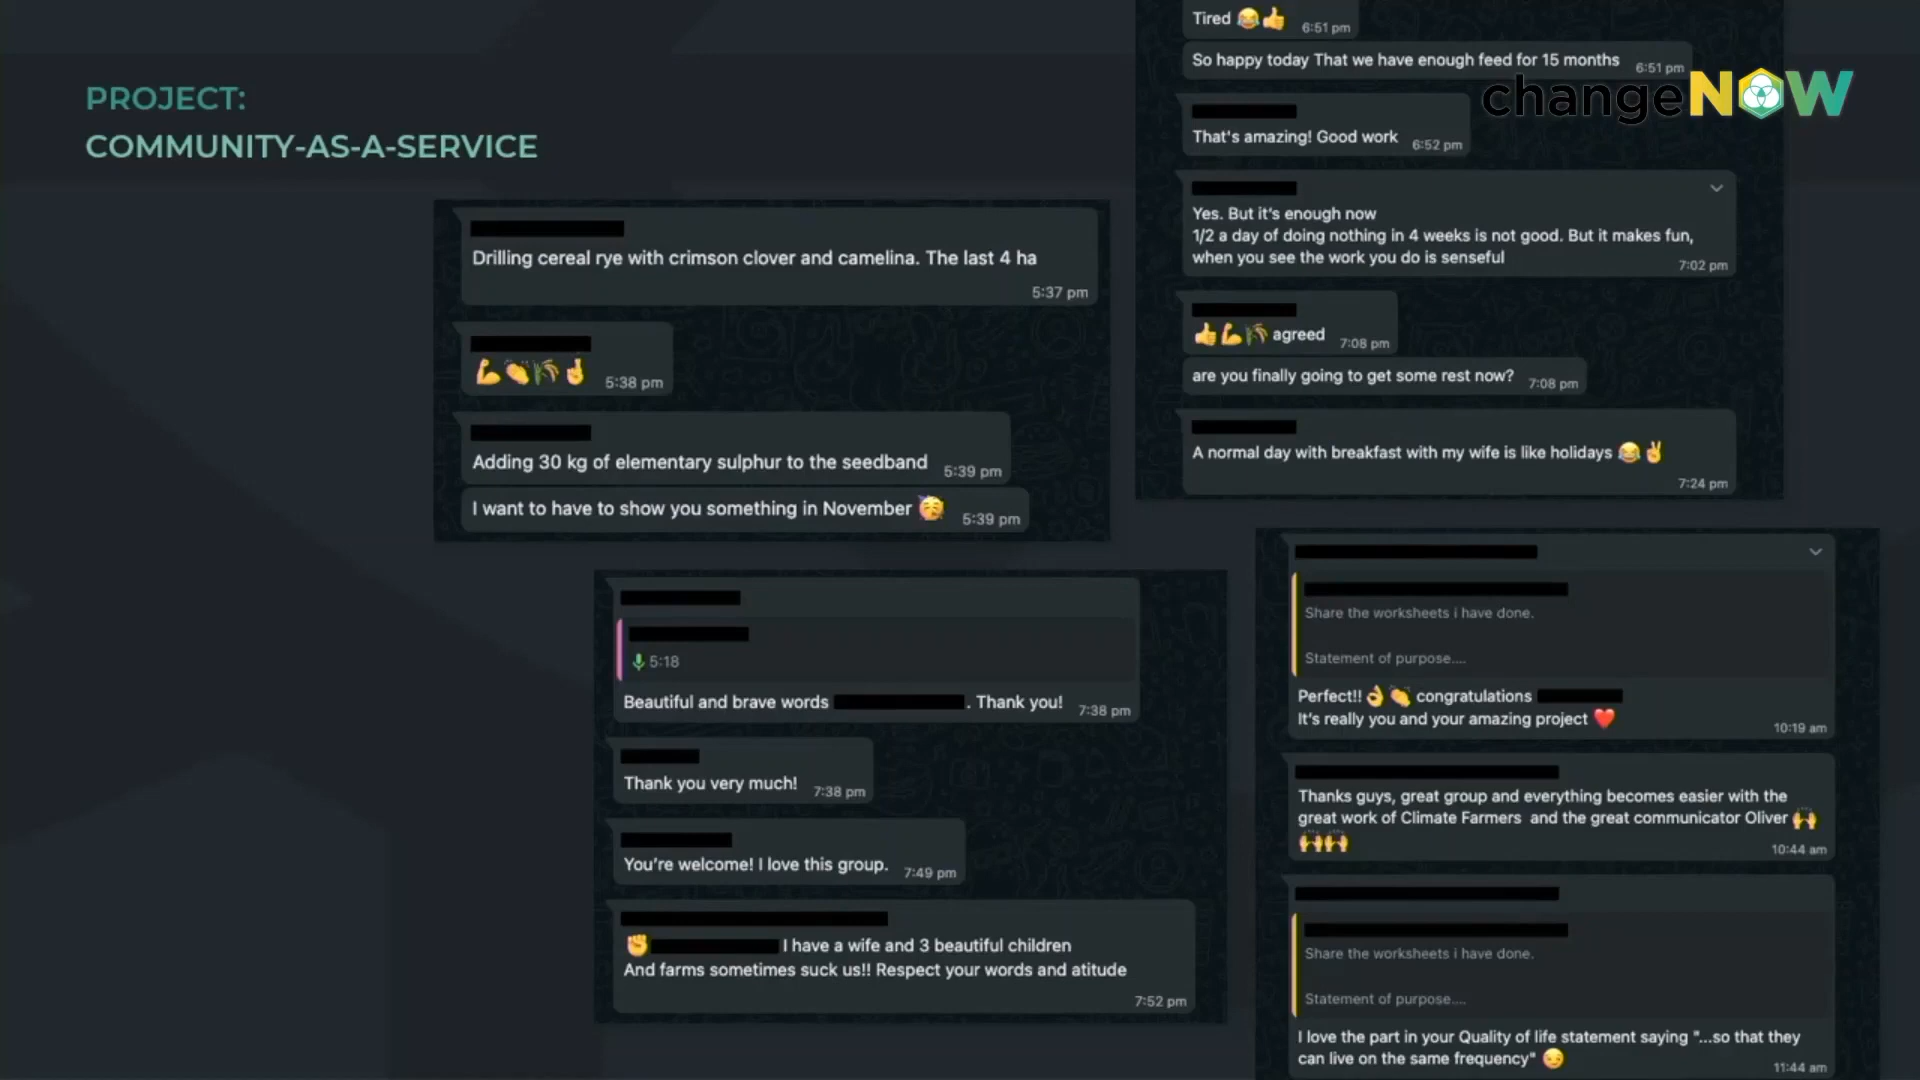 PROJECT:
COMMUNITY-AS-A-SERVICE
changeNOW
Drilling cereal rye with crimson clover and camelina. The last 4 ha
5:37 pm
💪👏🌾🤞 5:38 pm
Adding 30 kg of elementary sulphur to the seedband 5:39 pm
I want to have to show you something in November 🥳 5:39 pm
Tired 😂👍 6:51 pm
So happy today That we have enough feed for 15 months 6:51 pm
That's amazing! Good work 6:52 pm
Yes. But it's enough now
1/2 a day of doing nothing in 4 weeks is not good. But it makes fun,
when you see the work you do is senseful
7:02 pm
👍💪🌾 agreed 7:08 pm
are you finally going to get some rest now? 7:08 pm
A normal day with breakfast with my wife is like holidays 😂✌
7:24 pm
5:18
Beautiful and brave words . Thank you! 7:38 pm
Thank you very much! 7:38 pm
You're welcome! I love this group. 7:49 pm
✊ I have a wife and 3 beautiful children
And farms sometimes suck us!! Respect your words and atitude
7:52 pm
Share the worksheets i have done.
Statement of purpose....
Perfect!! 👌👏 congratulations
It's really you and your amazing project ❤️
10:19 am
Thanks guys, great group and everything becomes easier with the
great work of Climate Farmers and the great communicator Oliver 🙌
🙌🙌
10:44 am
Share the worksheets i have done.
Statement of purpose....
I love the part in your Quality of life statement saying "...so that they
can live on the same frequency" 😏
11:44 am